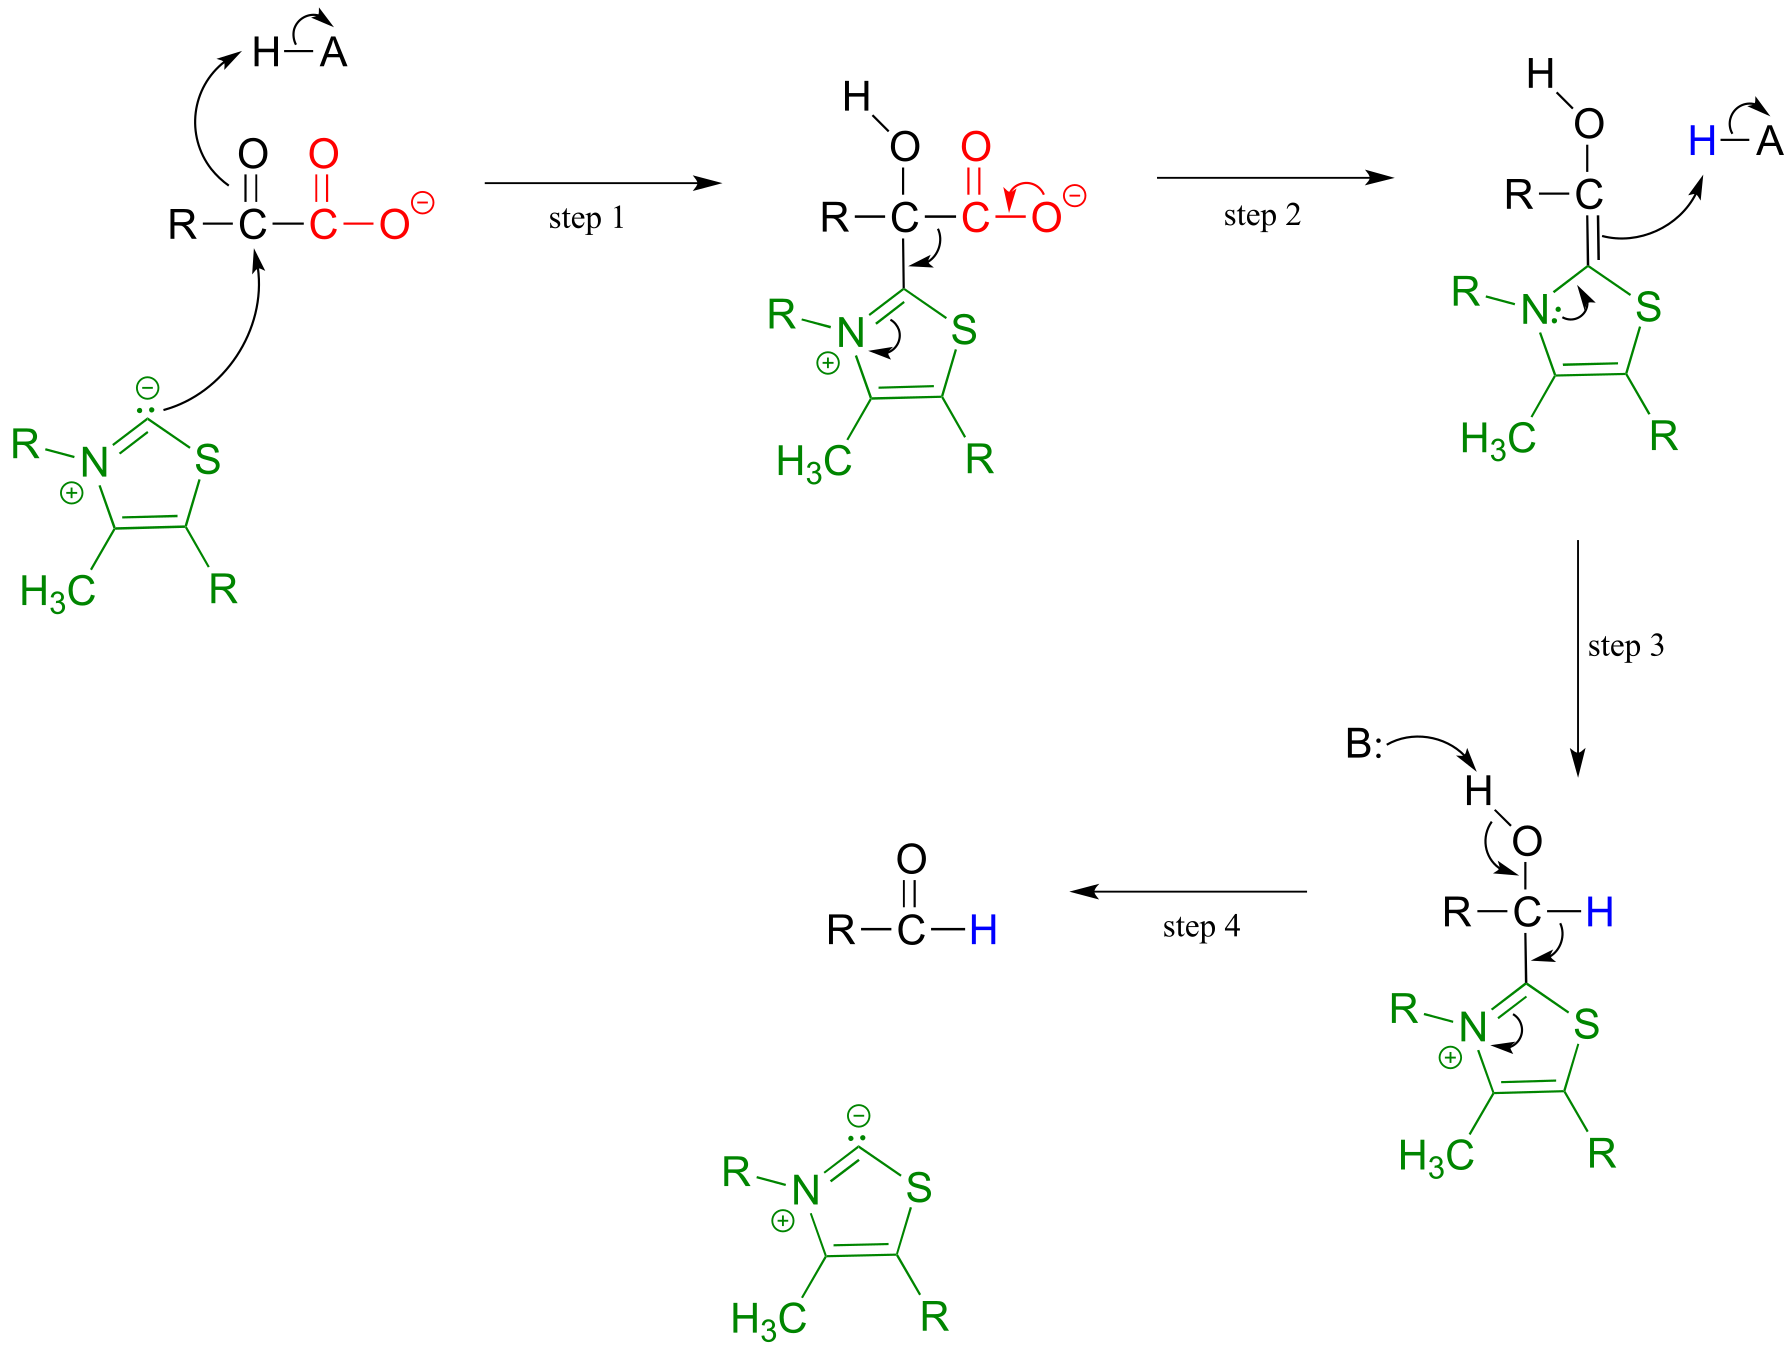 H A
O O
R C C O ⊖
step 1
⊖
R N S
⊕
H3C R
H
O O
R C C O ⊖
R N S
⊕
H3C R
step 2
H
O H A
R C
R N: S
H3C R
step 3
B:
H
O
R C H
R N S
⊕
H3C R
step 4
O
R C H
⊖
R N S
⊕
H3C R